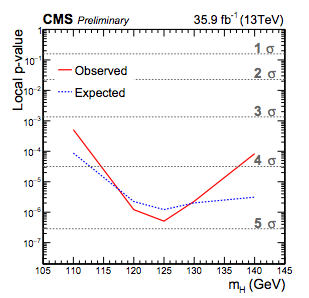 CMS Preliminary 35.9 fb⁻¹ (13TeV)
Local p-value
1
10⁻¹
10⁻²
10⁻³
10⁻⁴
10⁻⁵
10⁻⁶
10⁻⁷
1 σ
2 σ
3 σ
4 σ
5 σ
Observed
Expected
105 110 115 120 125 130 135 140 145
m_H (GeV)